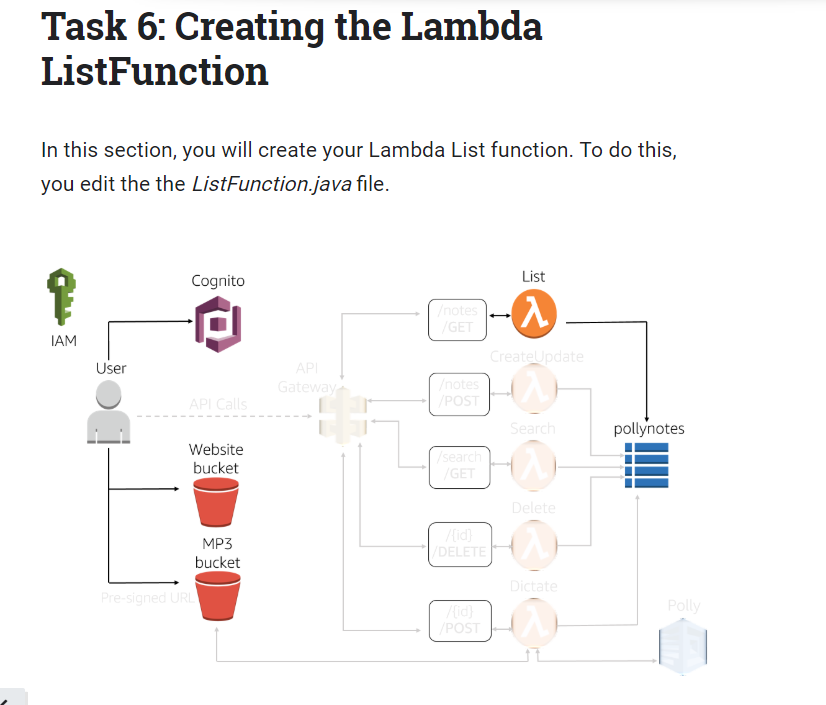 Task 6: Creating the Lambda
ListFunction
In this section, you will create your Lambda List function. To do this,
you edit the the ListFunction.java file.
IAM
Cognito
User
API
Gateway
API Calls
Website
bucket
MP3
bucket
Pre-signed URL
List
/notes
/GET
CreateUpdate
/notes
/POST
Search
/search
/GET
Delete
/{id}
/DELETE
Dictate
/{id}
/POST
pollynotes
Polly